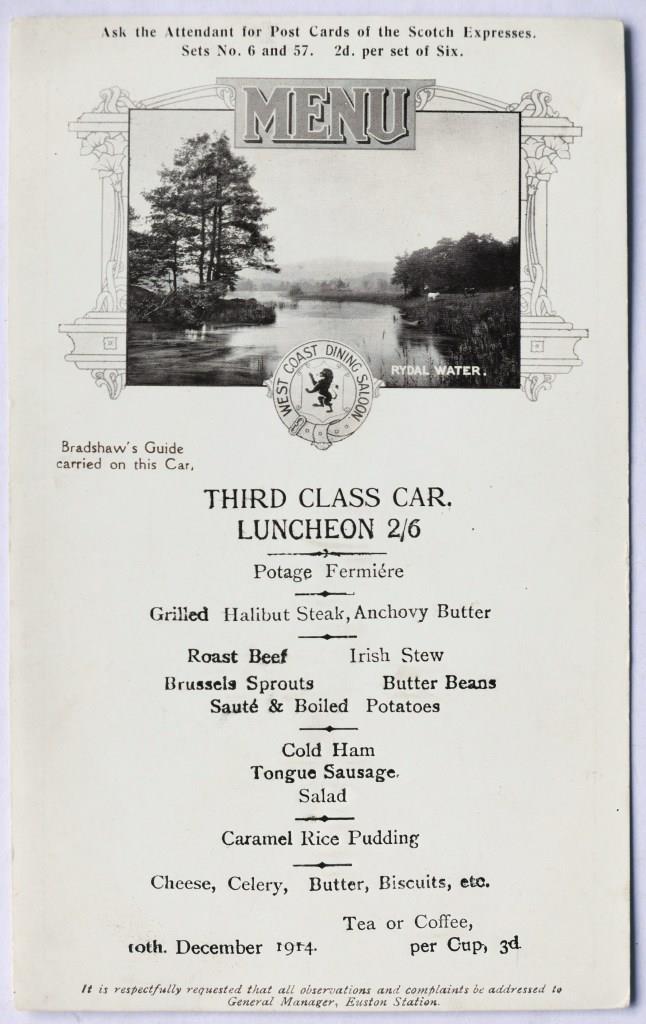 Ask the Attendant for Post Cards of the Scotch Expresses.
Sets No. 6 and 57. 2d. per set of Six.
MENU
RYDAL WATER.
WEST COAST DINING SALOON
Bradshaw's Guide
carried on this Car,
THIRD CLASS CAR.
LUNCHEON 2/6
Potage Fermiére
Grilled Halibut Steak, Anchovy Butter
Roast Beef Irish Stew
Brussels Sprouts Butter Beans
Sauté & Boiled Potatoes
Cold Ham
Tongue Sausage.
Salad
Caramel Rice Pudding
Cheese, Celery, Butter, Biscuits, etc.
Tea or Coffee,
10th. December 1914. per Cup, 3d
It is respectfully requested that all observations and complaints be addressed to
General Manager, Euston Station.